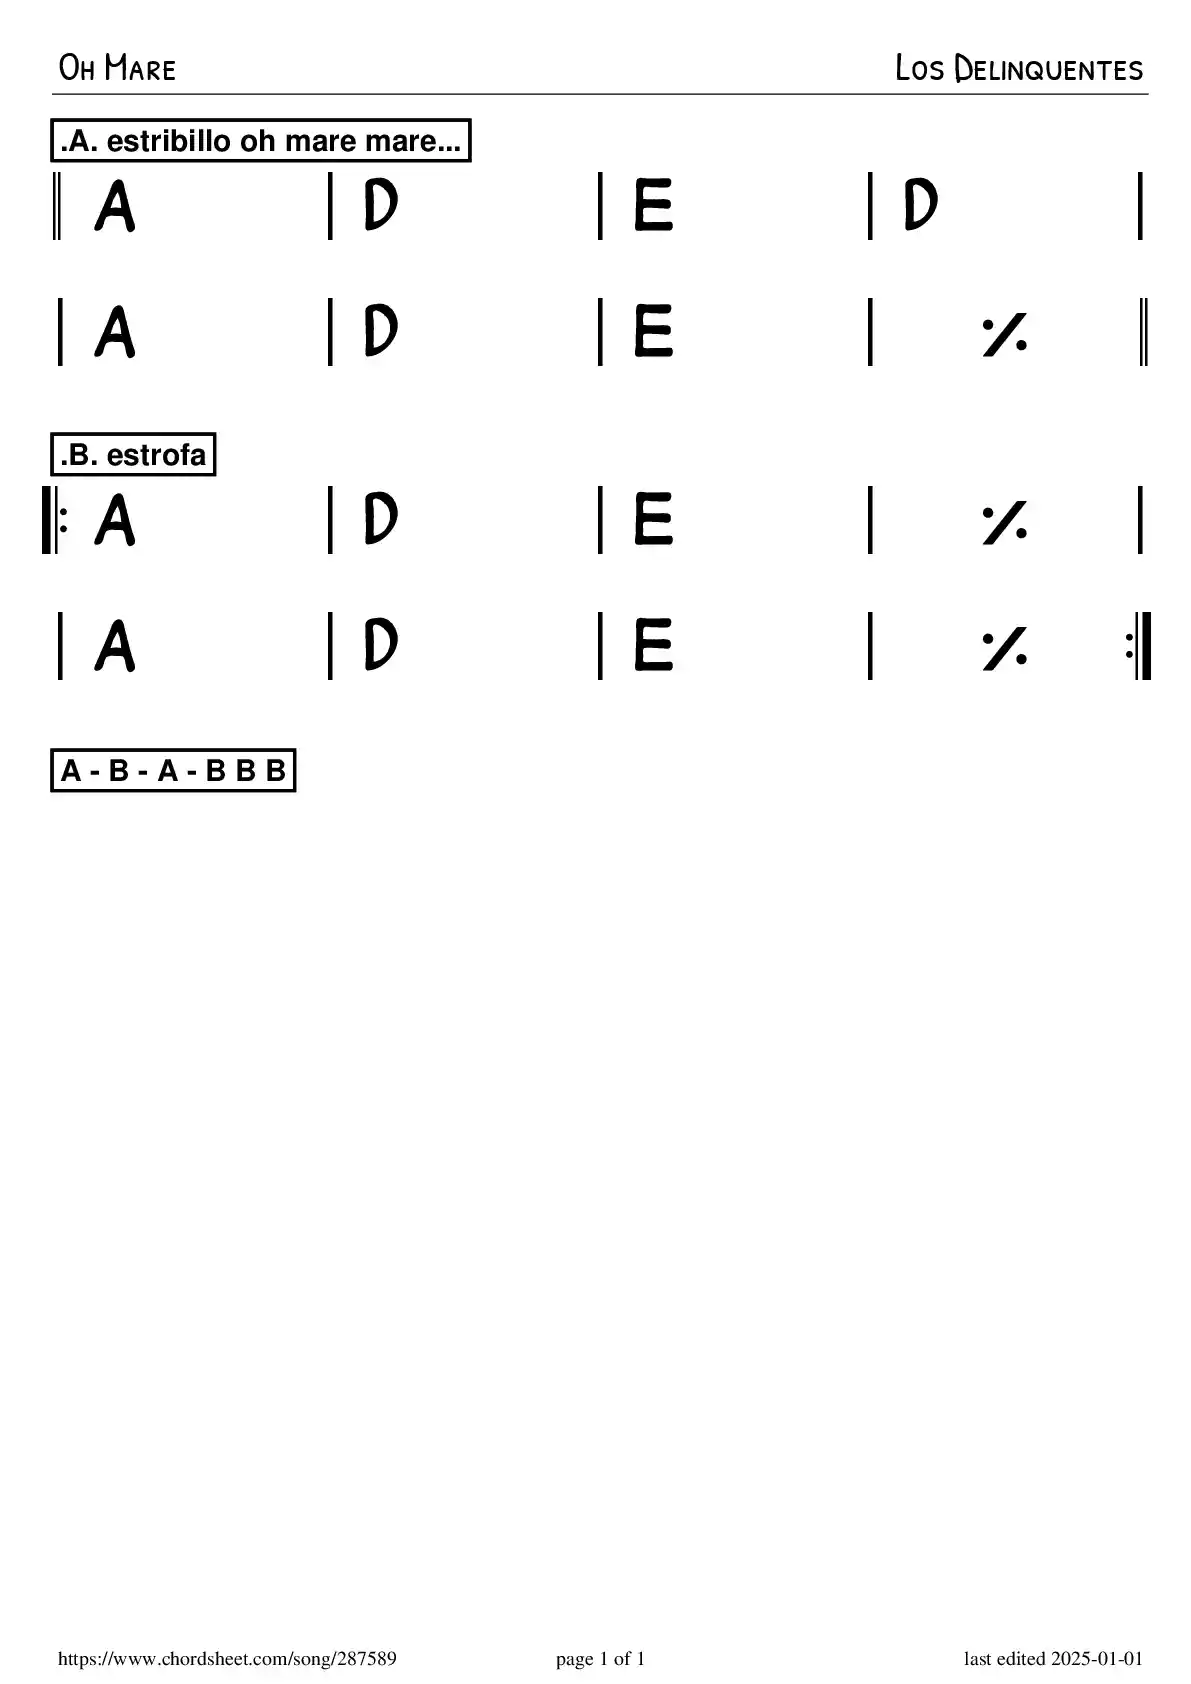 Oh Mare Los Delinquentes
.A. estribillo oh mare mare...
A D E D
A D E %
.B. estrofa
A D E %
A D E %
A - B - A - B B B
https://www.chordsheet.com/song/287589 page 1 of 1 last edited 2025-01-01